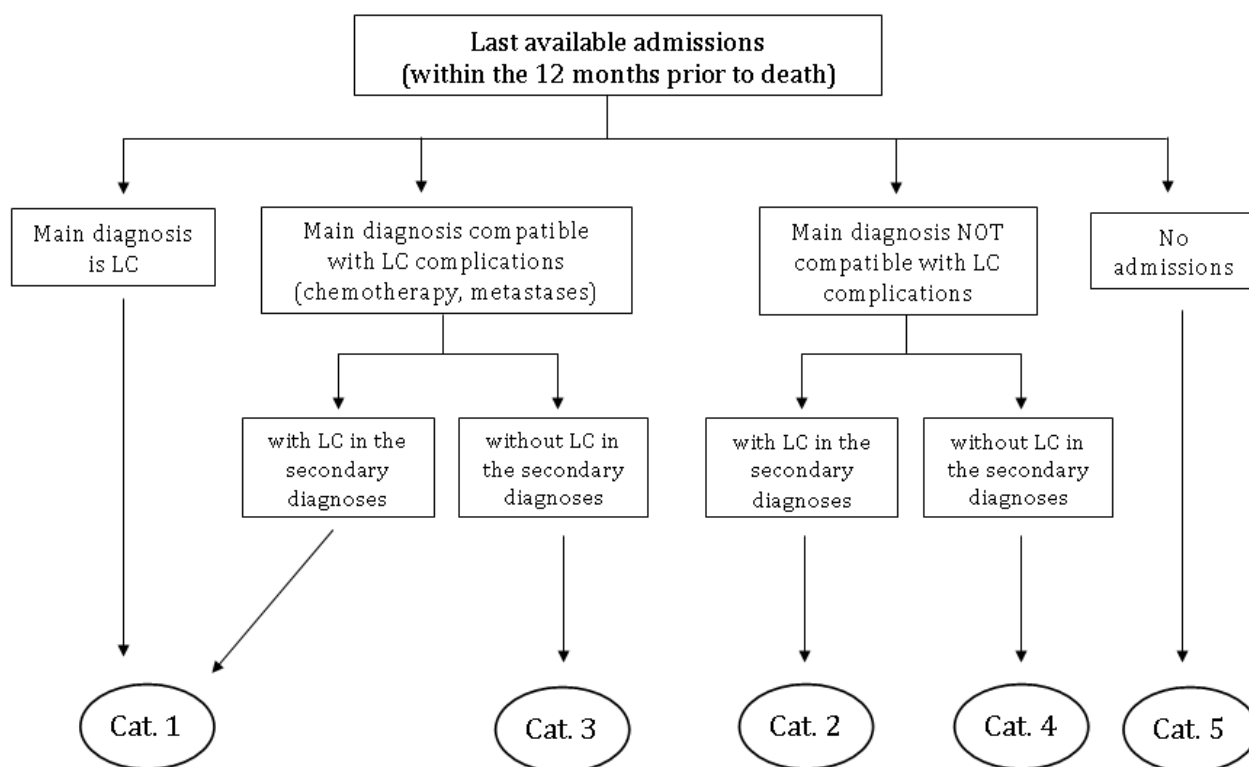 Last available admissions
(within the 12 months prior to death)
Main diagnosis
is LC
Main diagnosis compatible
with LC complications
(chemotherapy, metastases)
Main diagnosis NOT
compatible with LC
complications
No
admissions
with LC in the
secondary
diagnoses
without LC in
the secondary
diagnoses
with LC in the
secondary
diagnoses
without LC in
the secondary
diagnoses
Cat. 1
Cat. 3
Cat. 2
Cat. 4
Cat. 5